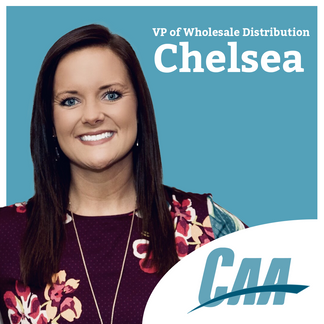 VP of Wholesale Distribution
Chelsea
CAA